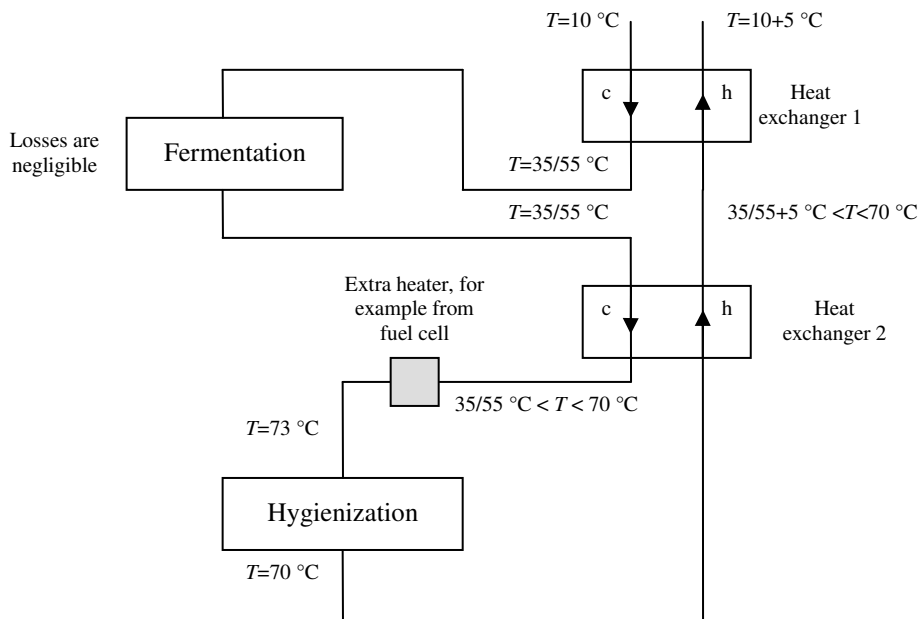 T=10 °C
T=10+5 °C
c
h
Heat
exchanger 1
Losses are
negligible
Fermentation
T=35/55 °C
T=35/55 °C
35/55+5 °C <T<70 °C
Extra heater, for
example from
fuel cell
c
h
Heat
exchanger 2
35/55 °C < T < 70 °C
T=73 °C
Hygienization
T=70 °C